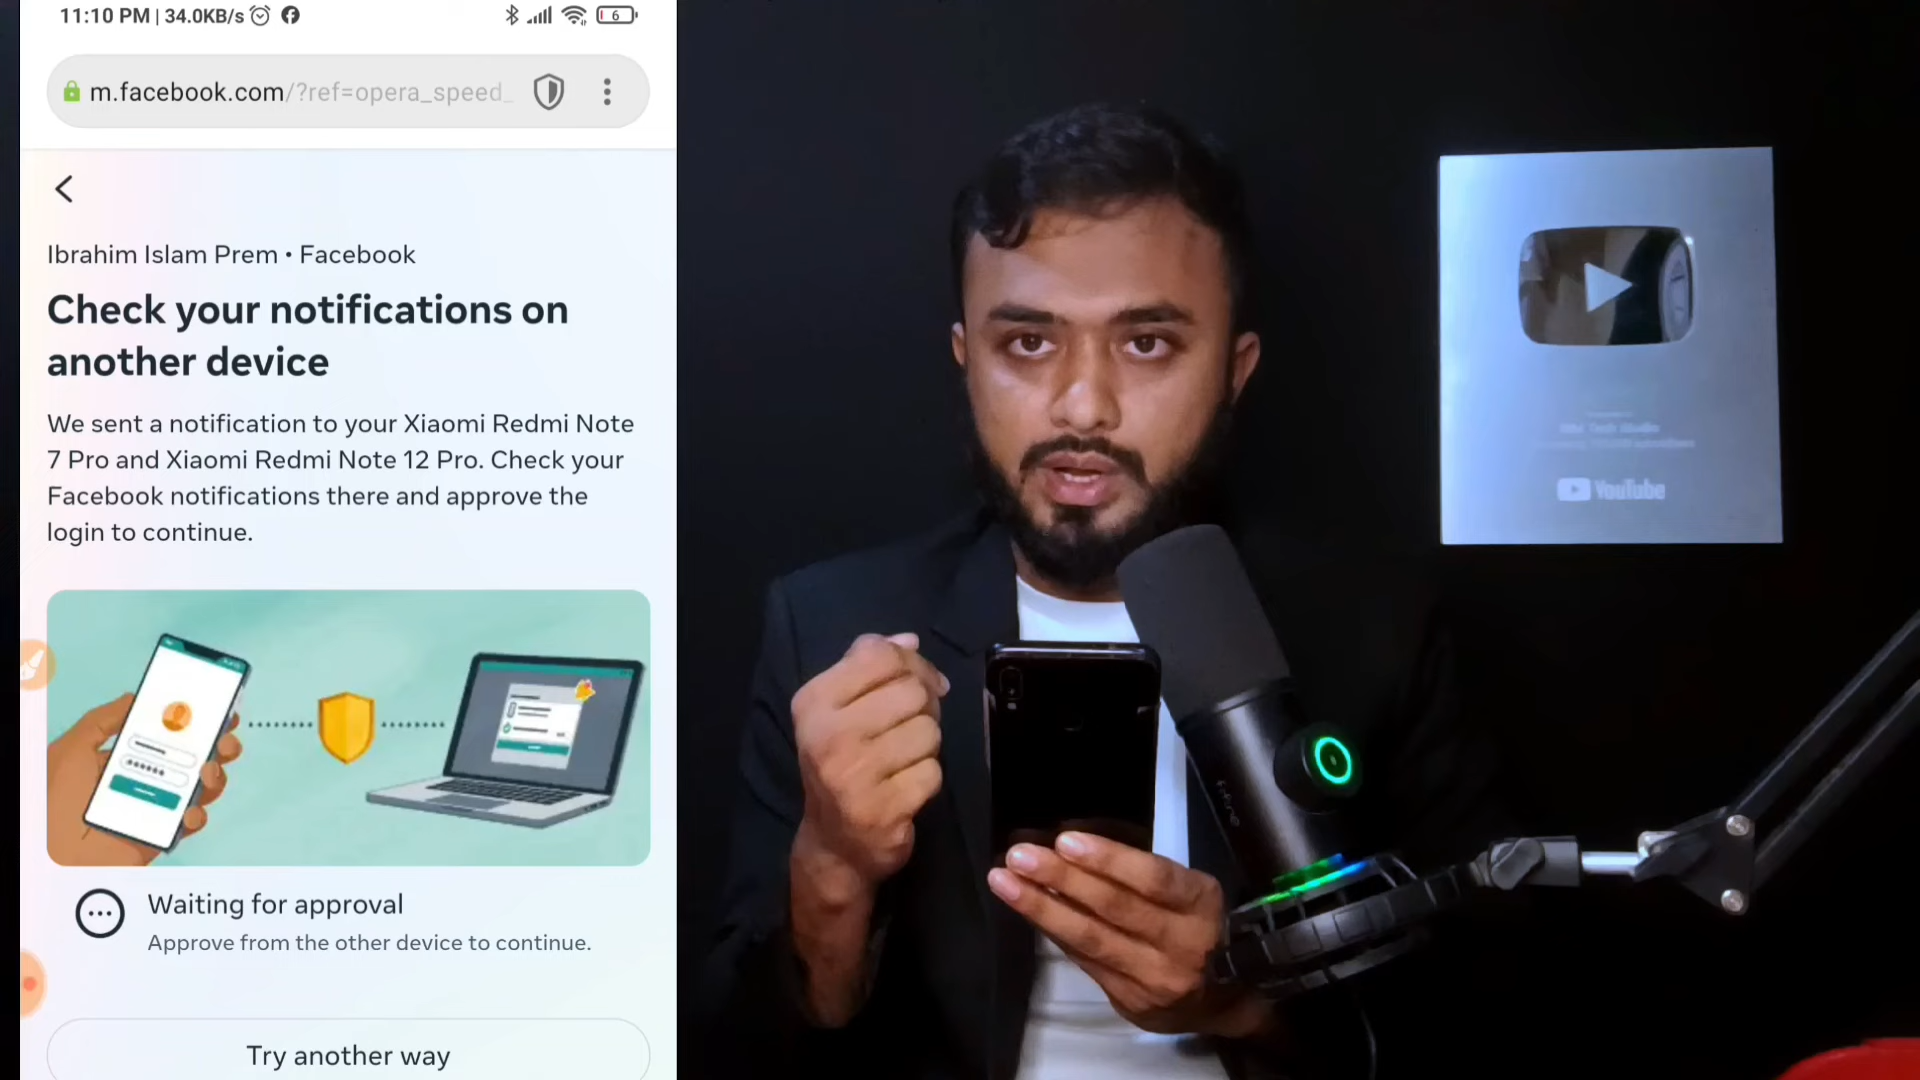 11:10 PM | 34.0KB/s
6
m.facebook.com/?ref=opera_speed_
Ibrahim Islam Prem • Facebook
Check your notifications on
another device
We sent a notification to your Xiaomi Redmi Note
7 Pro and Xiaomi Redmi Note 12 Pro. Check your
Facebook notifications there and approve the
login to continue.
Waiting for approval
Approve from the other device to continue.
Try another way
YouTube